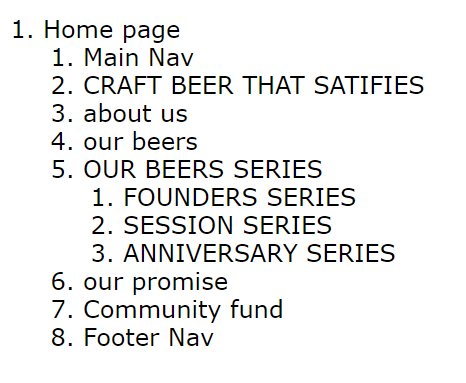 1. Home page
1. Main Nav
2. CRAFT BEER THAT SATIFIES
3. about us
4. our beers
5. OUR BEERS SERIES
1. FOUNDERS SERIES
2. SESSION SERIES
3. ANNIVERSARY SERIES
6. our promise
7. Community fund
8. Footer Nav